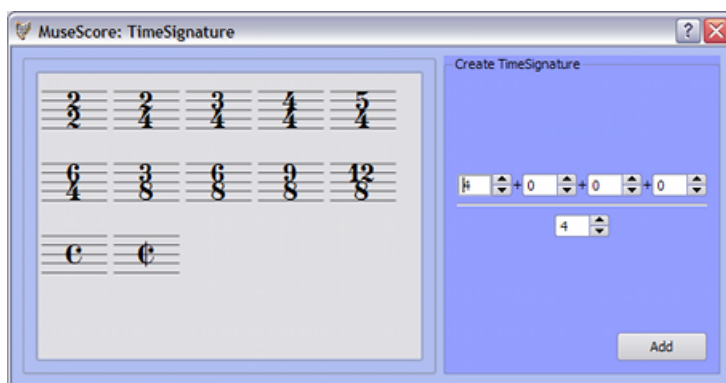 MuseScore: TimeSignature
Create TimeSignature
2 2 3 4 5
2 4 4 4 4
4 + 0 + 0 + 0
6 3 6 9 12
4 8 8 8 8
4
C ¢
Add